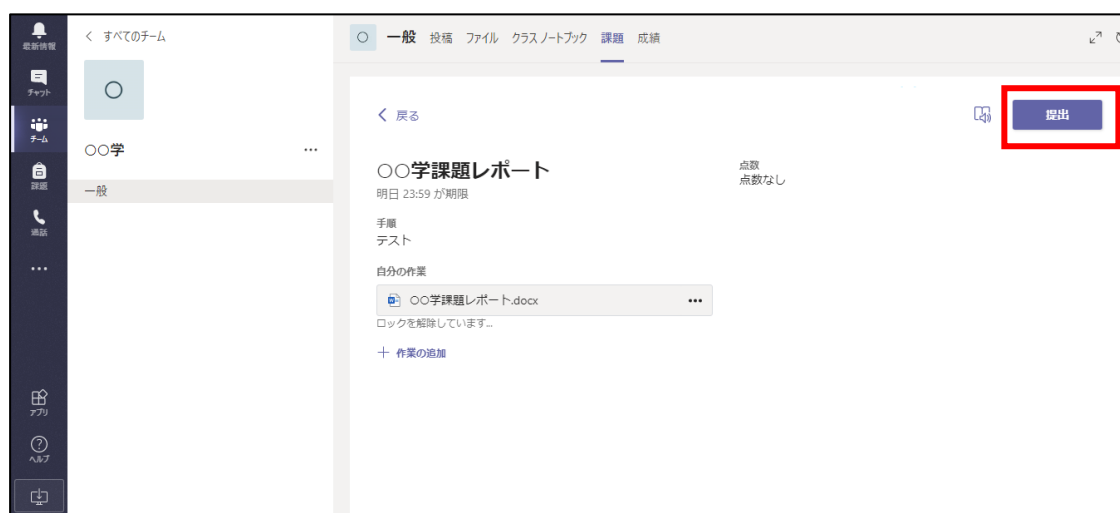 最新情報
チャット
チーム
課題
通話
アプリ
ヘルプ
すべてのチーム
○
○○学
一般
○ 一般 投稿 ファイル クラス ノートブック 課題 成績
戻る
提出
○○学課題レポート
明日 23:59 が期限
点数
点数なし
手順
テスト
自分の作業
○○学課題レポート.docx
ロックを解除しています...
作業の追加